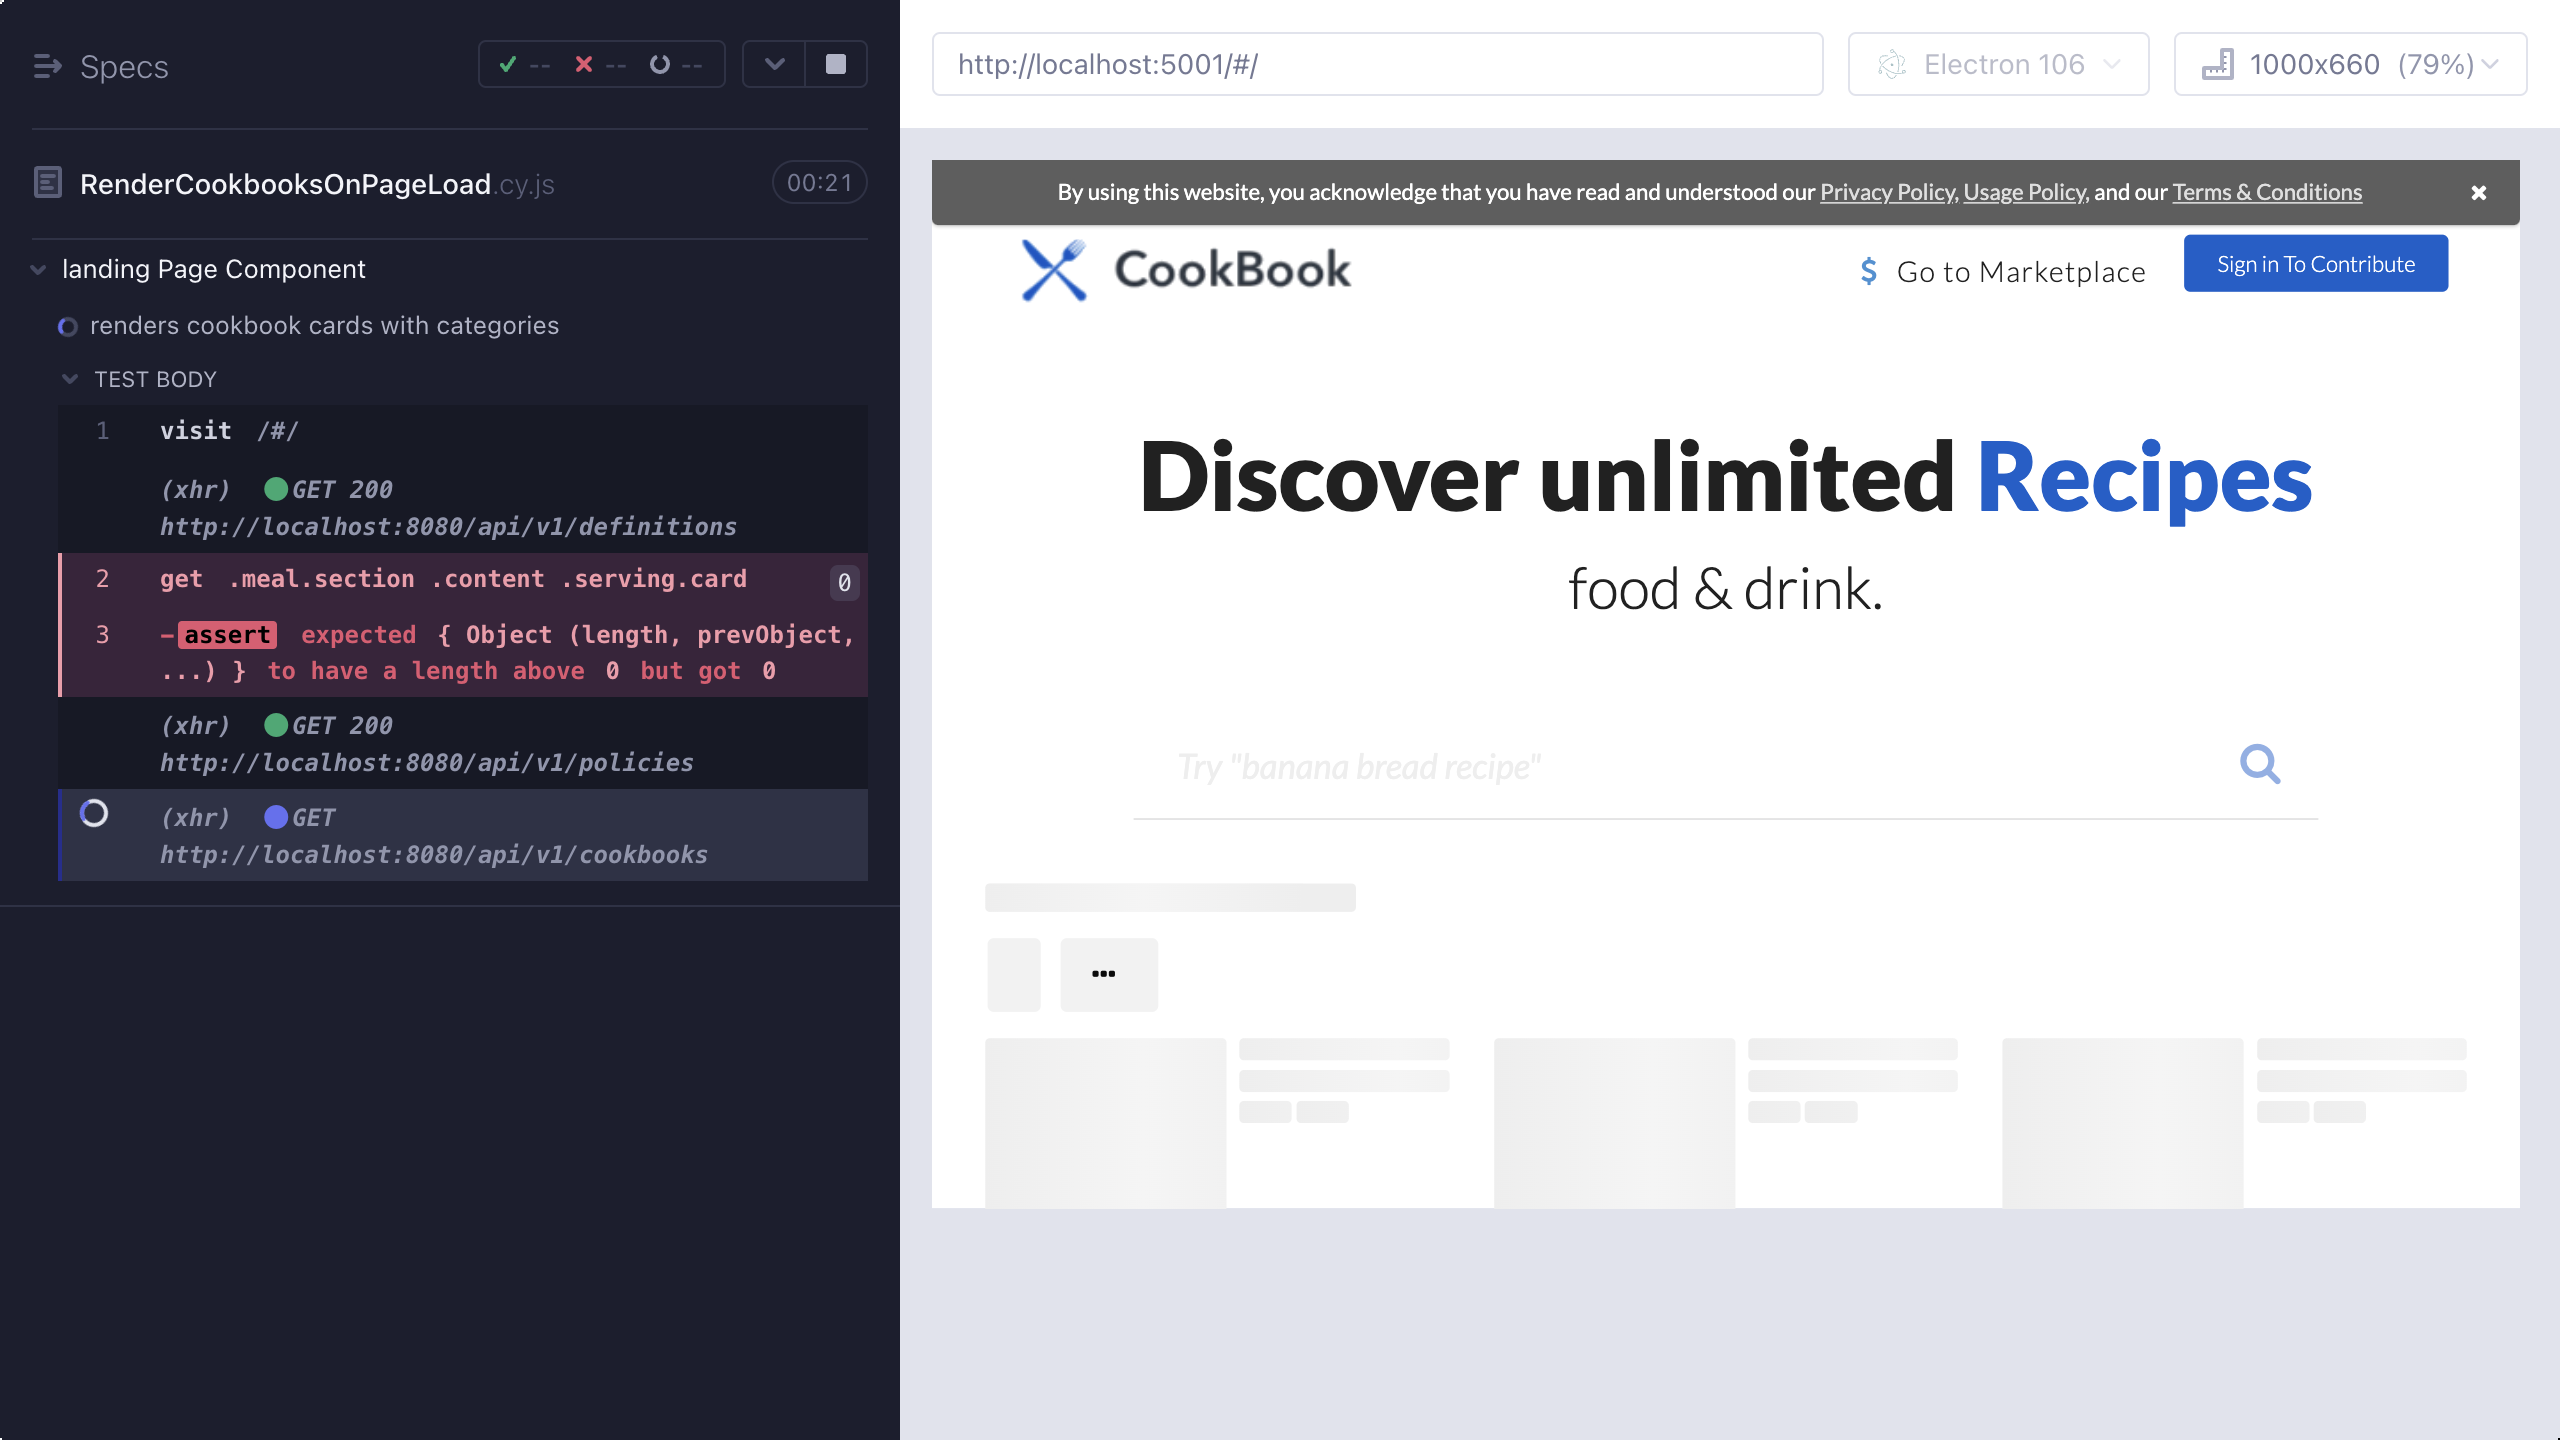 Specs
-- -- --
RenderCookbooksOnPageLoad.cy.js
00:21
landing Page Component
renders cookbook cards with categories
TEST BODY
1 visit /#/
(xhr) GET 200
http://localhost:8080/api/v1/definitions
2 get .meal.section .content .serving.card 0
3 -assert expected { Object (length, prevObject,
...) } to have a length above 0 but got 0
(xhr) GET 200
http://localhost:8080/api/v1/policies
(xhr) GET
http://localhost:8080/api/v1/cookbooks
http://localhost:5001/#/
Electron 106
1000x660 (79%)
By using this website, you acknowledge that you have read and understood our Privacy Policy, Usage Policy, and our Terms & Conditions
CookBook
$ Go to Marketplace
Sign in To Contribute
Discover unlimited Recipes
food & drink.
Try "banana bread recipe"
...